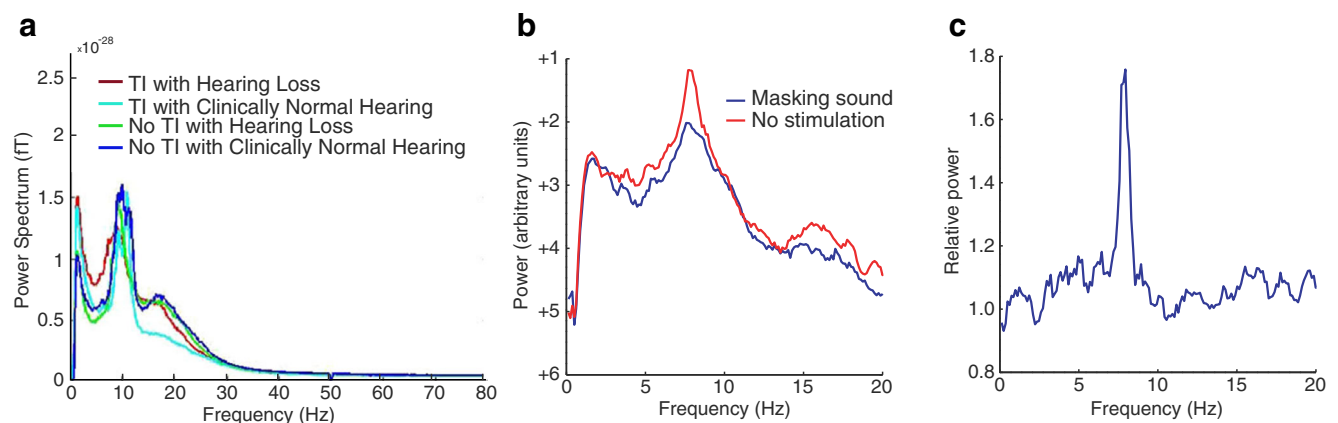 a
×10⁻²⁸
2.5
2
1.5
1
0.5
0
Power Spectrum (fT)
TI with Hearing Loss
TI with Clinically Normal Hearing
No TI with Hearing Loss
No TI with Clinically Normal Hearing
0 10 20 30 40 50 60 70 80
Frequency (Hz)
b
+1
+2
+3
+4
+5
+6
Power (arbitrary units)
Masking sound
No stimulation
0 5 10 15 20
Frequency (Hz)
c
1.8
1.6
1.4
1.2
1.0
0.8
Relative power
0 5 10 15 20
Frequency (Hz)